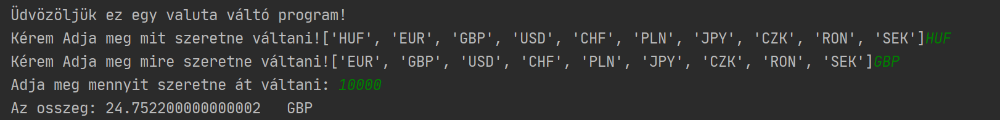 Üdvözöljük ez egy valuta váltó program!
Kérem Adja meg mit szeretne váltani!['HUF', 'EUR', 'GBP', 'USD', 'CHF', 'PLN', 'JPY', 'CZK', 'RON', 'SEK']HUF
Kérem Adja meg mire szeretne váltani!['EUR', 'GBP', 'USD', 'CHF', 'PLN', 'JPY', 'CZK', 'RON', 'SEK']GBP
Adja meg mennyit szeretne át váltani: 10000
Az osszeg: 24.752200000000002   GBP